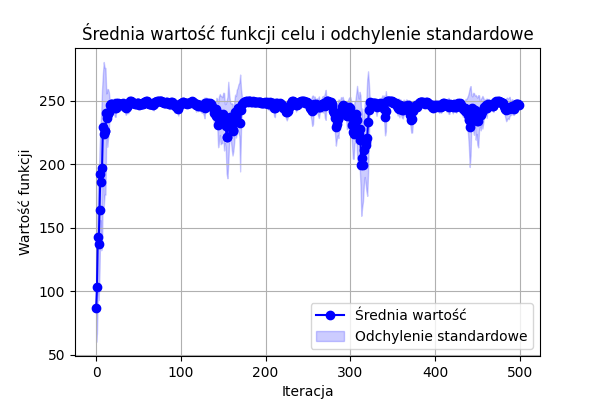 Średnia wartość funkcji celu i odchylenie standardowe
Wartość funkcji
250
200
150
100
50
0 100 200 300 400 500
Iteracja
Średnia wartość
Odchylenie standardowe